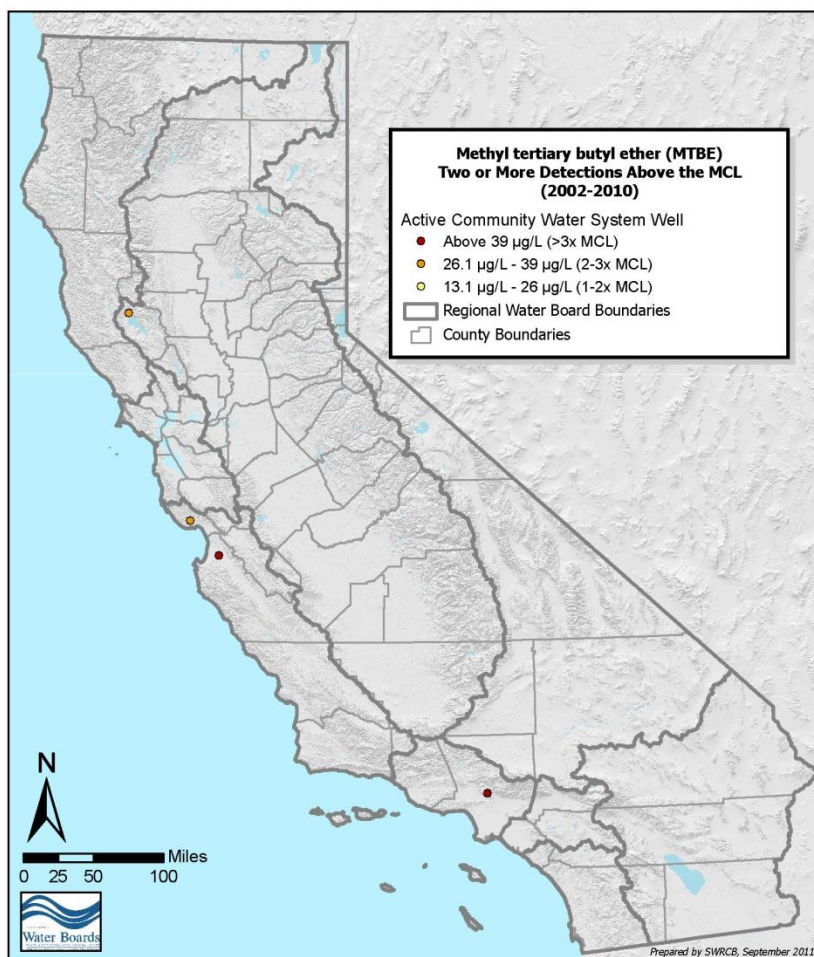 Methyl tertiary butyl ether (MTBE)
Two or More Detections Above the MCL
(2002-2010)
Active Community Water System Well
Above 39 µg/L (>3x MCL)
26.1 µg/L - 39 µg/L (2-3x MCL)
13.1 µg/L - 26 µg/L (1-2x MCL)
Regional Water Board Boundaries
County Boundaries
N
Miles
0 25 50 100
Water Boards
Prepared by SWRCB, September 2011